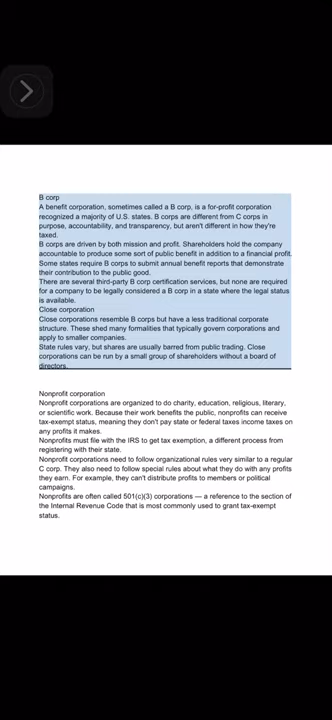 B corp
A benefit corporation, sometimes called a B corp, is a for-profit corporation
recognized a majority of U.S. states. B corps are different from C corps in
purpose, accountability, and transparency, but aren't different in how they're
taxed.
B corps are driven by both mission and profit. Shareholders hold the company
accountable to produce some sort of public benefit in addition to a financial profit.
Some states require B corps to submit annual benefit reports that demonstrate
their contribution to the public good.
There are several third-party B corp certification services, but none are required
for a company to be legally considered a B corp in a state where the legal status
is available.
Close corporation
Close corporations resemble B corps but have a less traditional corporate
structure. These shed many formalities that typically govern corporations and
apply to smaller companies.
State rules vary, but shares are usually barred from public trading. Close
corporations can be run by a small group of shareholders without a board of
directors.
Nonprofit corporation
Nonprofit corporations are organized to do charity, education, religious, literary,
or scientific work. Because their work benefits the public, nonprofits can receive
tax-exempt status, meaning they don't pay state or federal taxes income taxes on
any profits it makes.
Nonprofits must file with the IRS to get tax exemption, a different process from
registering with their state.
Nonprofit corporations need to follow organizational rules very similar to a regular
C corp. They also need to follow special rules about what they do with any profits
they earn. For example, they can't distribute profits to members or political
campaigns.
Nonprofits are often called 501(c)(3) corporations — a reference to the section of
the Internal Revenue Code that is most commonly used to grant tax-exempt
status.